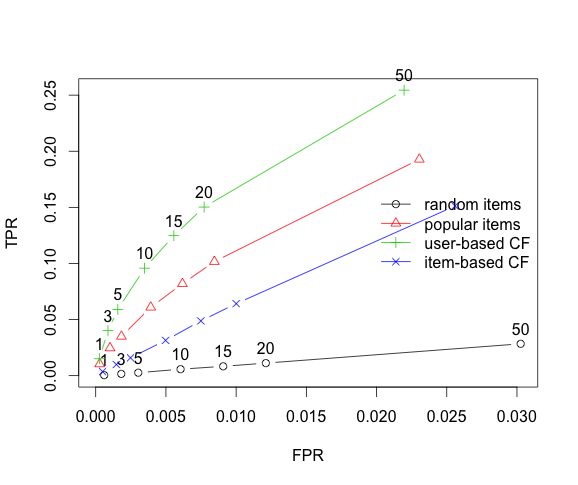 50
0.25
0.20
20
0.15
15
random items
popular items
TPR
10
user-based CF
0.10
item-based CF
5
0.05
3
1
50
1 3 5 10 15 20
0.00
0.000 0.005 0.010 0.015 0.020 0.025 0.030
FPR